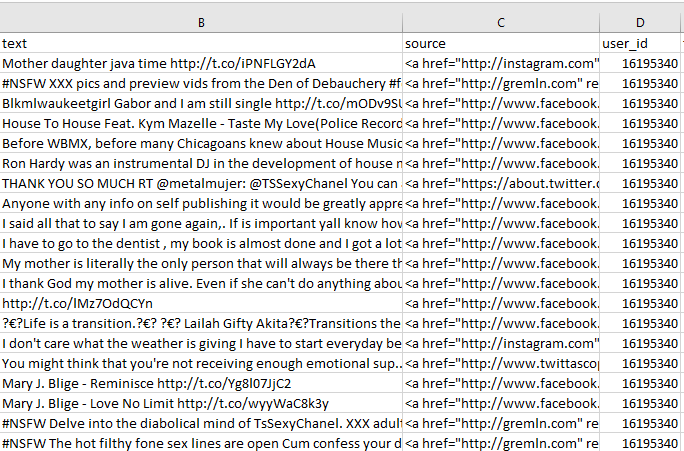 B C D
text source user_id
Mother daughter java time http://t.co/iPNFLGY2dA <a href="http://instagram.com" 16195340
#NSFW XXX pics and preview vids from the Den of Debauchery #f <a href="http://gremln.com" re 16195340
Blkmlwaukeetgirl Gabor and I am still single http://t.co/mODv9SU <a href="http://www.facebook. 16195340
House To House Feat. Kym Mazelle - Taste My Love(Police Record <a href="http://www.facebook. 16195340
Before WBMX, before many Chicagoans knew about House Music <a href="http://www.facebook. 16195340
Ron Hardy was an instrumental DJ in the development of house r <a href="http://www.facebook. 16195340
THANK YOU SO MUCH RT @metalmujer: @TSSexyChanel You can <a href="https://about.twitter.c 16195340
Anyone with any info on self publishing it would be greatly appre <a href="http://www.facebook. 16195340
I said all that to say I am gone again,. If is important yall know how <a href="http://www.facebook. 16195340
I have to go to the dentist , my book is almost done and I got a lot <a href="http://www.facebook. 16195340
My mother is literally the only person that will always be there th <a href="http://www.facebook. 16195340
I thank God my mother is alive. Even if she can't do anything abou <a href="http://www.facebook. 16195340
http://t.co/lMz7OdQCYn <a href="http://www.facebook. 16195340
?€?Life is a transition.?€? ?€? Lailah Gifty Akita?€?Transitions the <a href="http://www.facebook. 16195340
I don't care what the weather is giving I have to start everyday be <a href="http://instagram.com" 16195340
You might think that you're not receiving enough emotional sup.. <a href="http://www.twittascop 16195340
Mary J. Blige - Reminisce http://t.co/Yg8l07JjC2 <a href="http://www.facebook. 16195340
Mary J. Blige - Love No Limit http://t.co/wyyWaC8k3y <a href="http://www.facebook. 16195340
#NSFW Delve into the diabolical mind of TsSexyChanel. XXX adul <a href="http://gremln.com" re 16195340
#NSFW The hot filthy fone sex lines are open Cum confess your d <a href="http://gremln.com" re 16195340